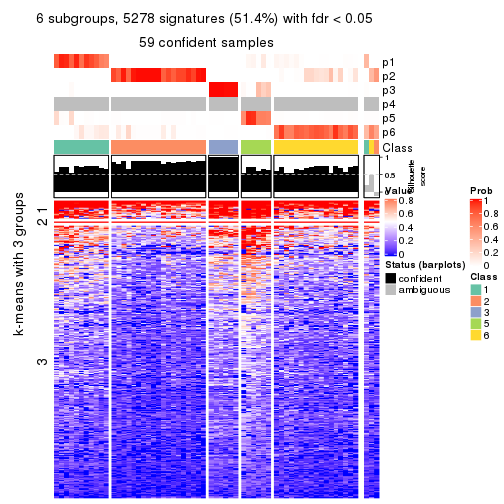 6 subgroups, 5278 signatures (51.4%) with fdr < 0.05
59 confident samples
p1
p2
p3
p4
p5
p6
Class
1
0.5
0
Silhouette
score
k-means with 3 groups
1
2
3
Value
0.8
0.6
0.4
0.2
0
Status (barplots)
confident
ambiguous
Prob
1
0.8
0.6
0.4
0.2
0
Class
1
2
3
5
6